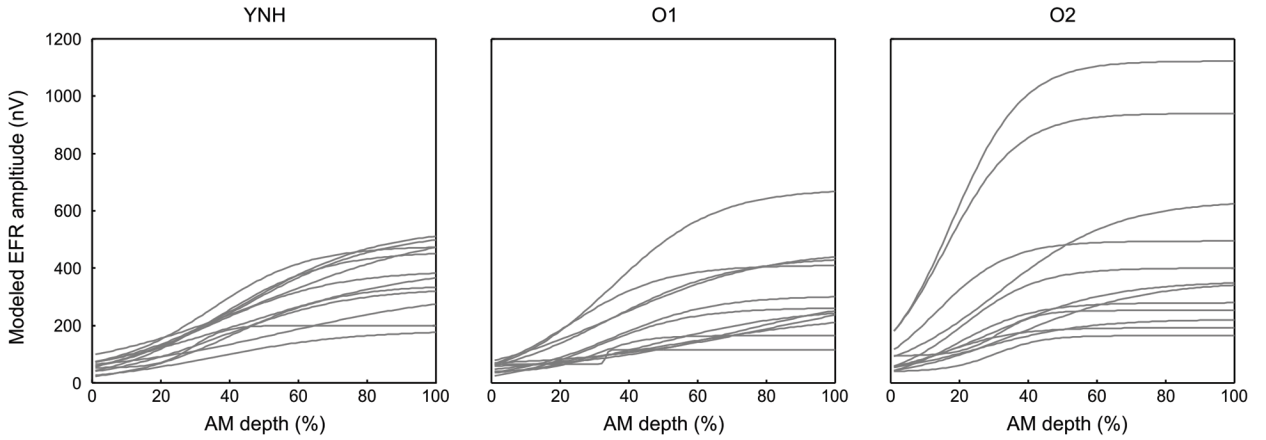 YNH O1 O2
Modeled EFR ampltiude (nV)
1200
1000
800
600
400
200
0
0 20 40 60 80 100 0 20 40 60 80 100 0 20 40 60 80 100
AM depth (%) AM depth (%) AM depth (%)